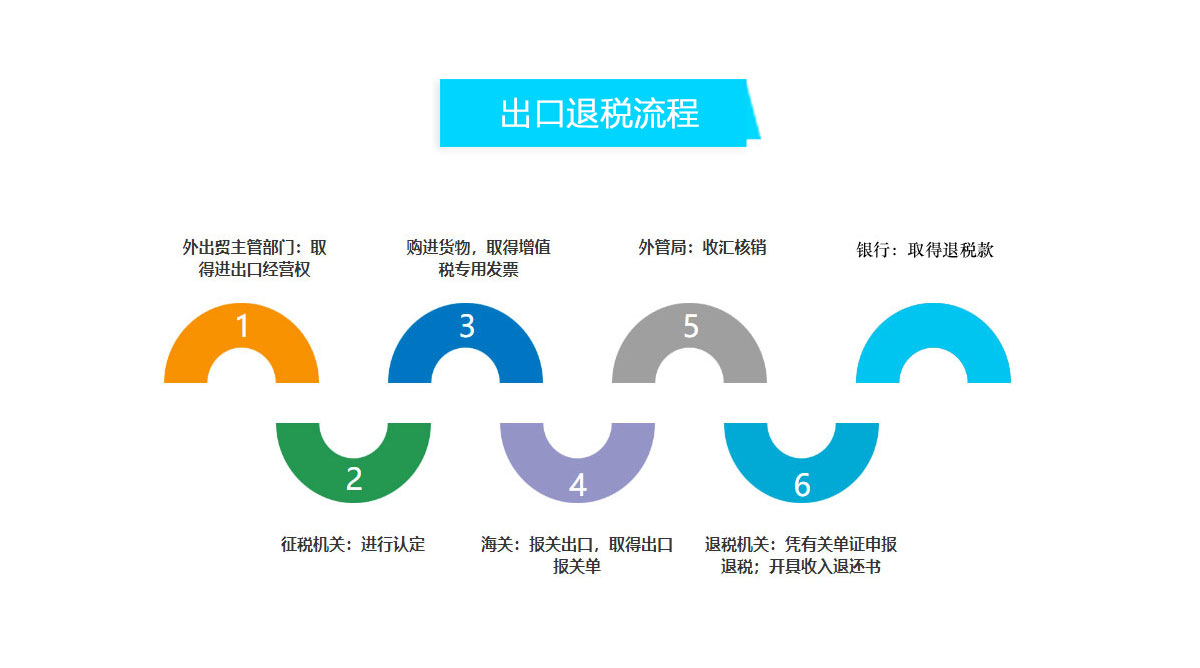 出口退税流程
外出贸主管部门：取
得进出口经营权
1
征税机关：进行认定
2
购进货物，取得增值
税专用发票
3
海关：报关出口，取得出口
报关单
4
外管局：收汇核销
5
退税机关：凭有关单证申报
退税；开具收入退还书
6
银行：取得退税款